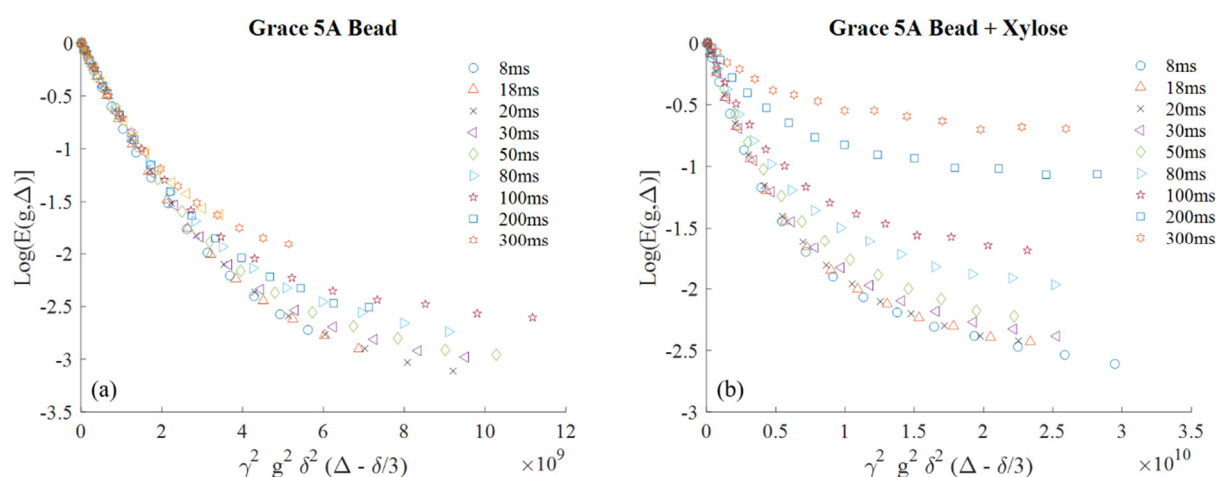 Grace 5A Bead
Log(E(g,Δ)]
0
-0.5
-1
-1.5
-2
-2.5
-3
-3.5
8ms
18ms
20ms
30ms
50ms
80ms
100ms
200ms
300ms
(a)
0 2 4 6 8 10 12
×10⁹
γ² g² δ² (Δ - δ/3)
Grace 5A Bead + Xylose
Log(E(g,Δ)]
0
-0.5
-1
-1.5
-2
-2.5
-3
8ms
18ms
20ms
30ms
50ms
80ms
100ms
200ms
300ms
(b)
0 0.5 1 1.5 2 2.5 3 3.5
×10¹⁰
γ² g² δ² (Δ - δ/3)